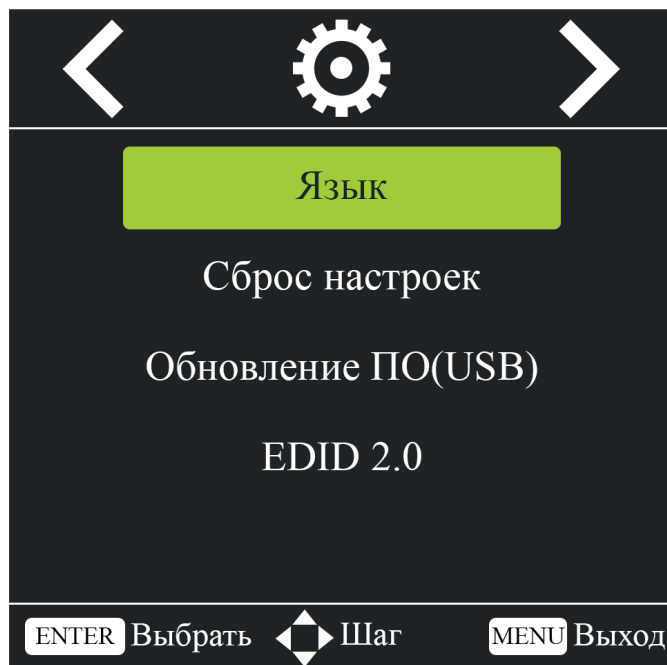 Язык
Сброс настроек
Обновление ПО(USB)
EDID 2.0
ENTER Выбрать Шаг MENU Выход